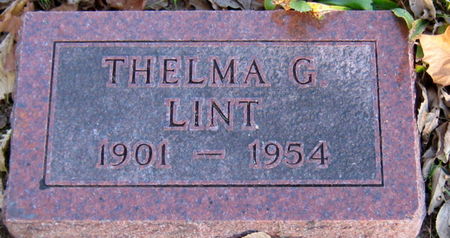 THELMA G.
LINT
1901 — 1954